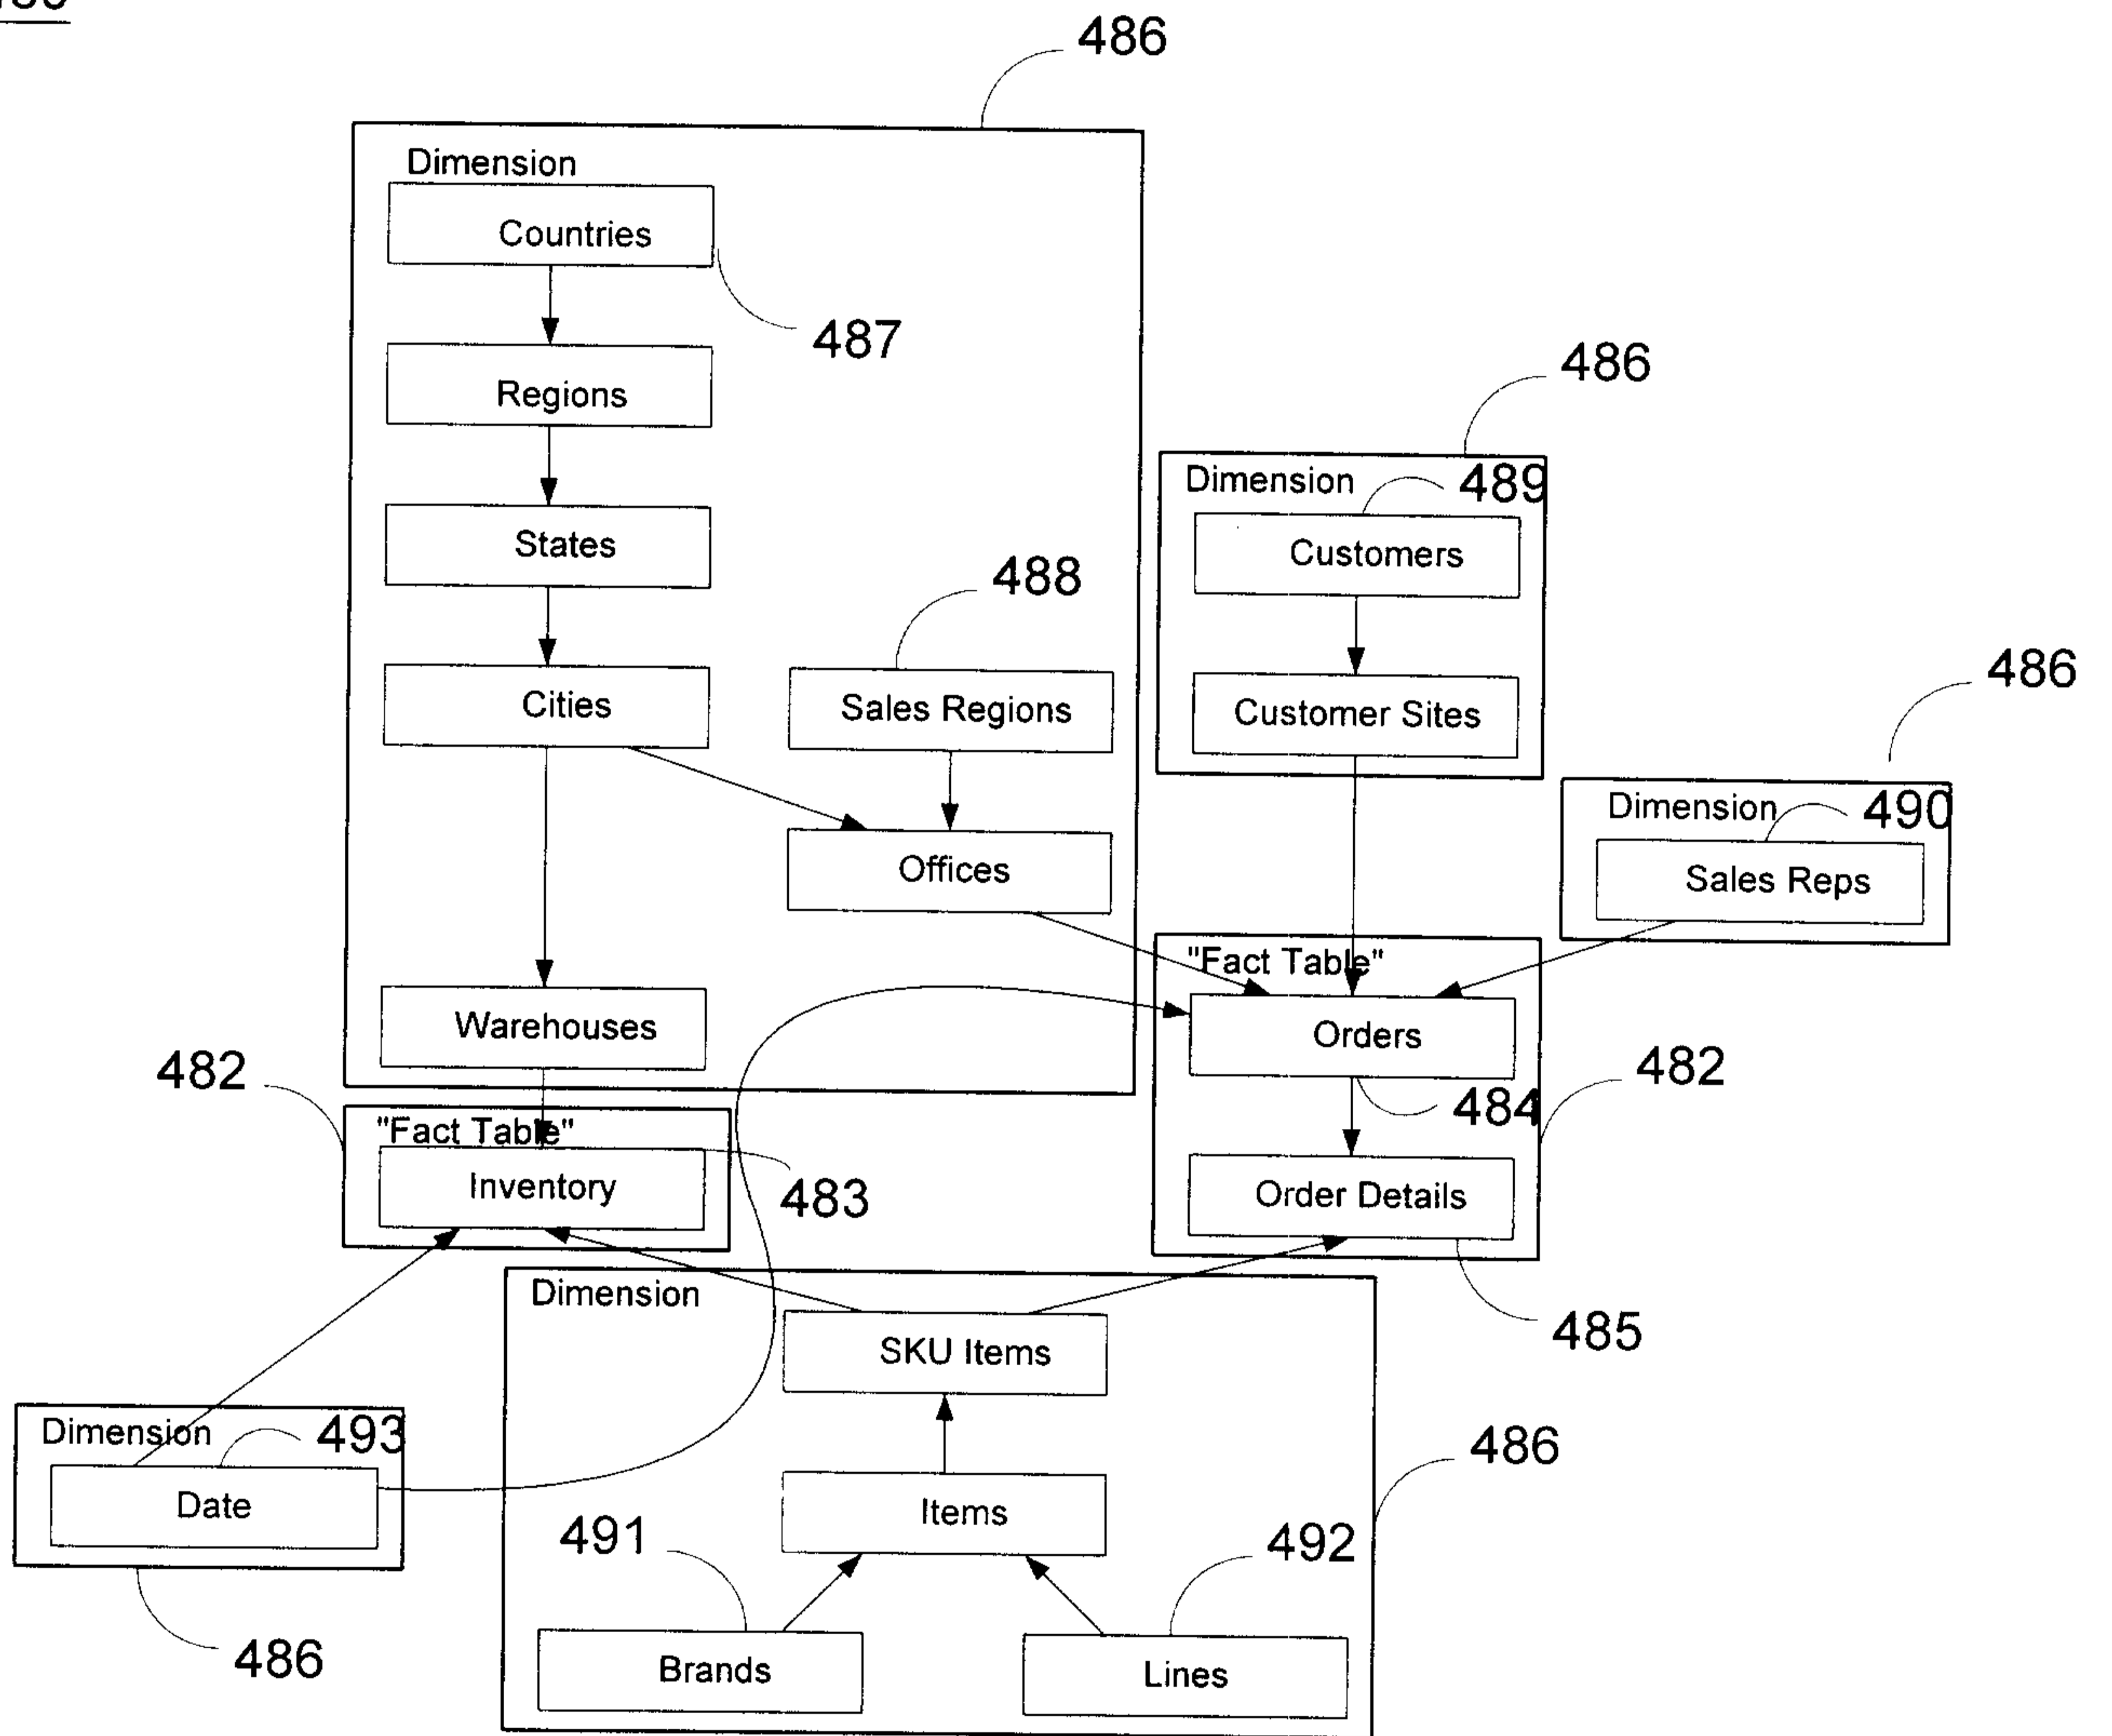 486
Dimension
Countries
487
Regions
486
Dimension
489
States
Customers
488
Cities
Sales Regions
Customer Sites
486
Dimension
490
Offices
Sales Reps
"Fact Table"
Warehouses
Orders
482
482
484
"Fact Table"
Inventory
483
Order Details
Dimension
485
SKU Items
Dimension
493
486
Date
Items
491
492
486
Brands
Lines